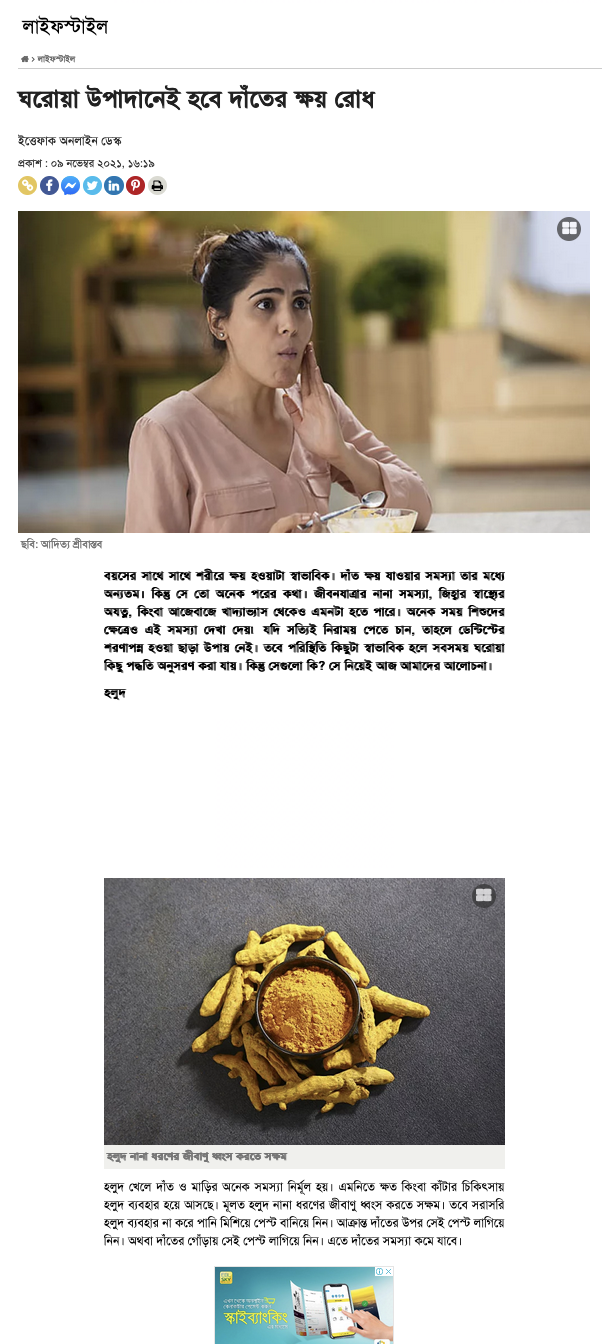 লাইফস্টাইল
› লাইফস্টাইল
ঘরোয়া উপাদানেই হবে দাঁতের ক্ষয় রোধ
ইত্তেফাক অনলাইন ডেস্ক
প্রকাশ : ০৯ নভেম্বর ২০২১, ১৬:১৯
ছবি: আদিত্য শ্রীবাস্তব
বয়সের সাথে সাথে শরীরে ক্ষয় হওয়াটা স্বাভাবিক। দাঁত ক্ষয় যাওয়ার সমস্যা তার মধ্যে
অন্যতম। কিন্তু সে তো অনেক পরের কথা। জীবনযাত্রার নানা সমস্যা, জিহ্বার স্বাস্থ্যের
অযত্ন, কিংবা আজেবাজে খাদ্যাভ্যাস থেকেও এমনটা হতে পারে। অনেক সময় শিশুদের
ক্ষেত্রেও এই সমস্যা দেখা দেয়। যদি সত্যিই নিরাময় পেতে চান, তাহলে ডেন্টিস্টের
শরণাপন্ন হওয়া ছাড়া উপায় নেই। তবে পরিস্থিতি কিছুটা স্বাভাবিক হলে সবসময় ঘরোয়া
কিছু পদ্ধতি অনুসরণ করা যায়। কিন্তু সেগুলো কি? সে নিয়েই আজ আমাদের আলোচনা।
হলুদ
হলুদ নানা ধরণের জীবাণু ধ্বংস করতে সক্ষম
হলুদ খেলে দাঁত ও মাড়ির অনেক সমস্যা নির্মূল হয়। এমনিতে ক্ষত কিংবা কাঁটার চিকিৎসায়
হলুদ ব্যবহার হয়ে আসছে। মূলত হলুদ নানা ধরণের জীবাণু ধ্বংস করতে সক্ষম। তবে সরাসরি
হলুদ ব্যবহার না করে পানি মিশিয়ে পেস্ট বানিয়ে নিন। আক্রান্ত দাঁতের উপর সেই পেস্ট লাগিয়ে
নিন। অথবা দাঁতের গোঁড়ায় সেই পেস্ট লাগিয়ে নিন। এতে দাঁতের সমস্যা কমে যাবে।
স্কাইব্যাংকিং